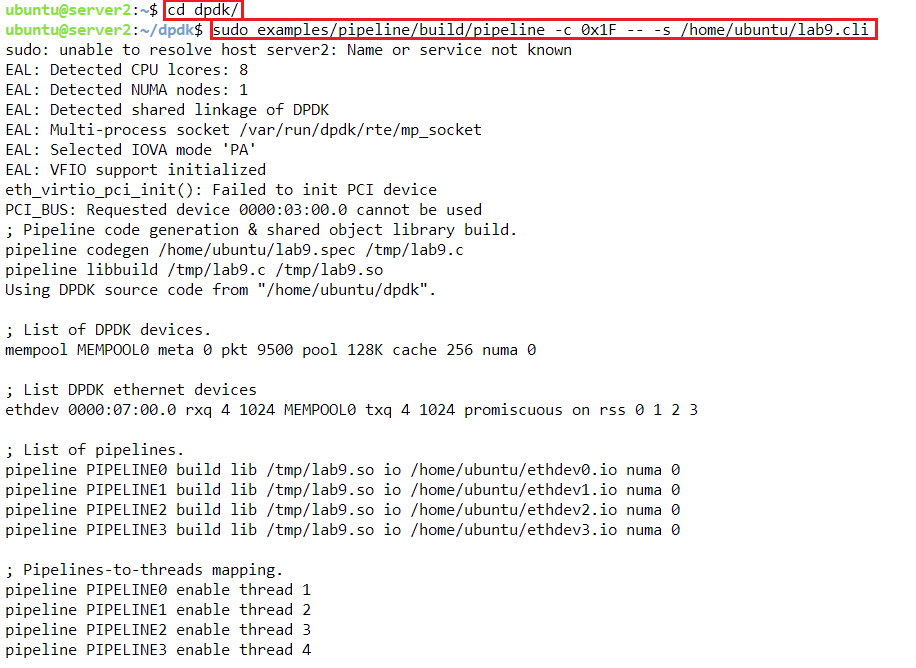 ubuntu@server2:~$ cd dpdk/
ubuntu@server2:~/dpdk$ sudo examples/pipeline/build/pipeline -c 0x1F -- -s /home/ubuntu/lab9.cli
sudo: unable to resolve host server2: Name or service not known
EAL: Detected CPU lcores: 8
EAL: Detected NUMA nodes: 1
EAL: Detected shared linkage of DPDK
EAL: Multi-process socket /var/run/dpdk/rte/mp_socket
EAL: Selected IOVA mode 'PA'
EAL: VFIO support initialized
eth_virtio_pci_init(): Failed to init PCI device
PCI_BUS: Requested device 0000:03:00.0 cannot be used
; Pipeline code generation & shared object library build.
pipeline codegen /home/ubuntu/lab9.spec /tmp/lab9.c
pipeline libbuild /tmp/lab9.c /tmp/lab9.so
Using DPDK source code from "/home/ubuntu/dpdk".

; List of DPDK devices.
mempool MEMPOOL0 meta 0 pkt 9500 pool 128K cache 256 numa 0

; List DPDK ethernet devices
ethdev 0000:07:00.0 rxq 4 1024 MEMPOOL0 txq 4 1024 promiscuous on rss 0 1 2 3

; List of pipelines.
pipeline PIPELINE0 build lib /tmp/lab9.so io /home/ubuntu/ethdev0.io numa 0
pipeline PIPELINE1 build lib /tmp/lab9.so io /home/ubuntu/ethdev1.io numa 0
pipeline PIPELINE2 build lib /tmp/lab9.so io /home/ubuntu/ethdev2.io numa 0
pipeline PIPELINE3 build lib /tmp/lab9.so io /home/ubuntu/ethdev3.io numa 0

; Pipelines-to-threads mapping.
pipeline PIPELINE0 enable thread 1
pipeline PIPELINE1 enable thread 2
pipeline PIPELINE2 enable thread 3
pipeline PIPELINE3 enable thread 4